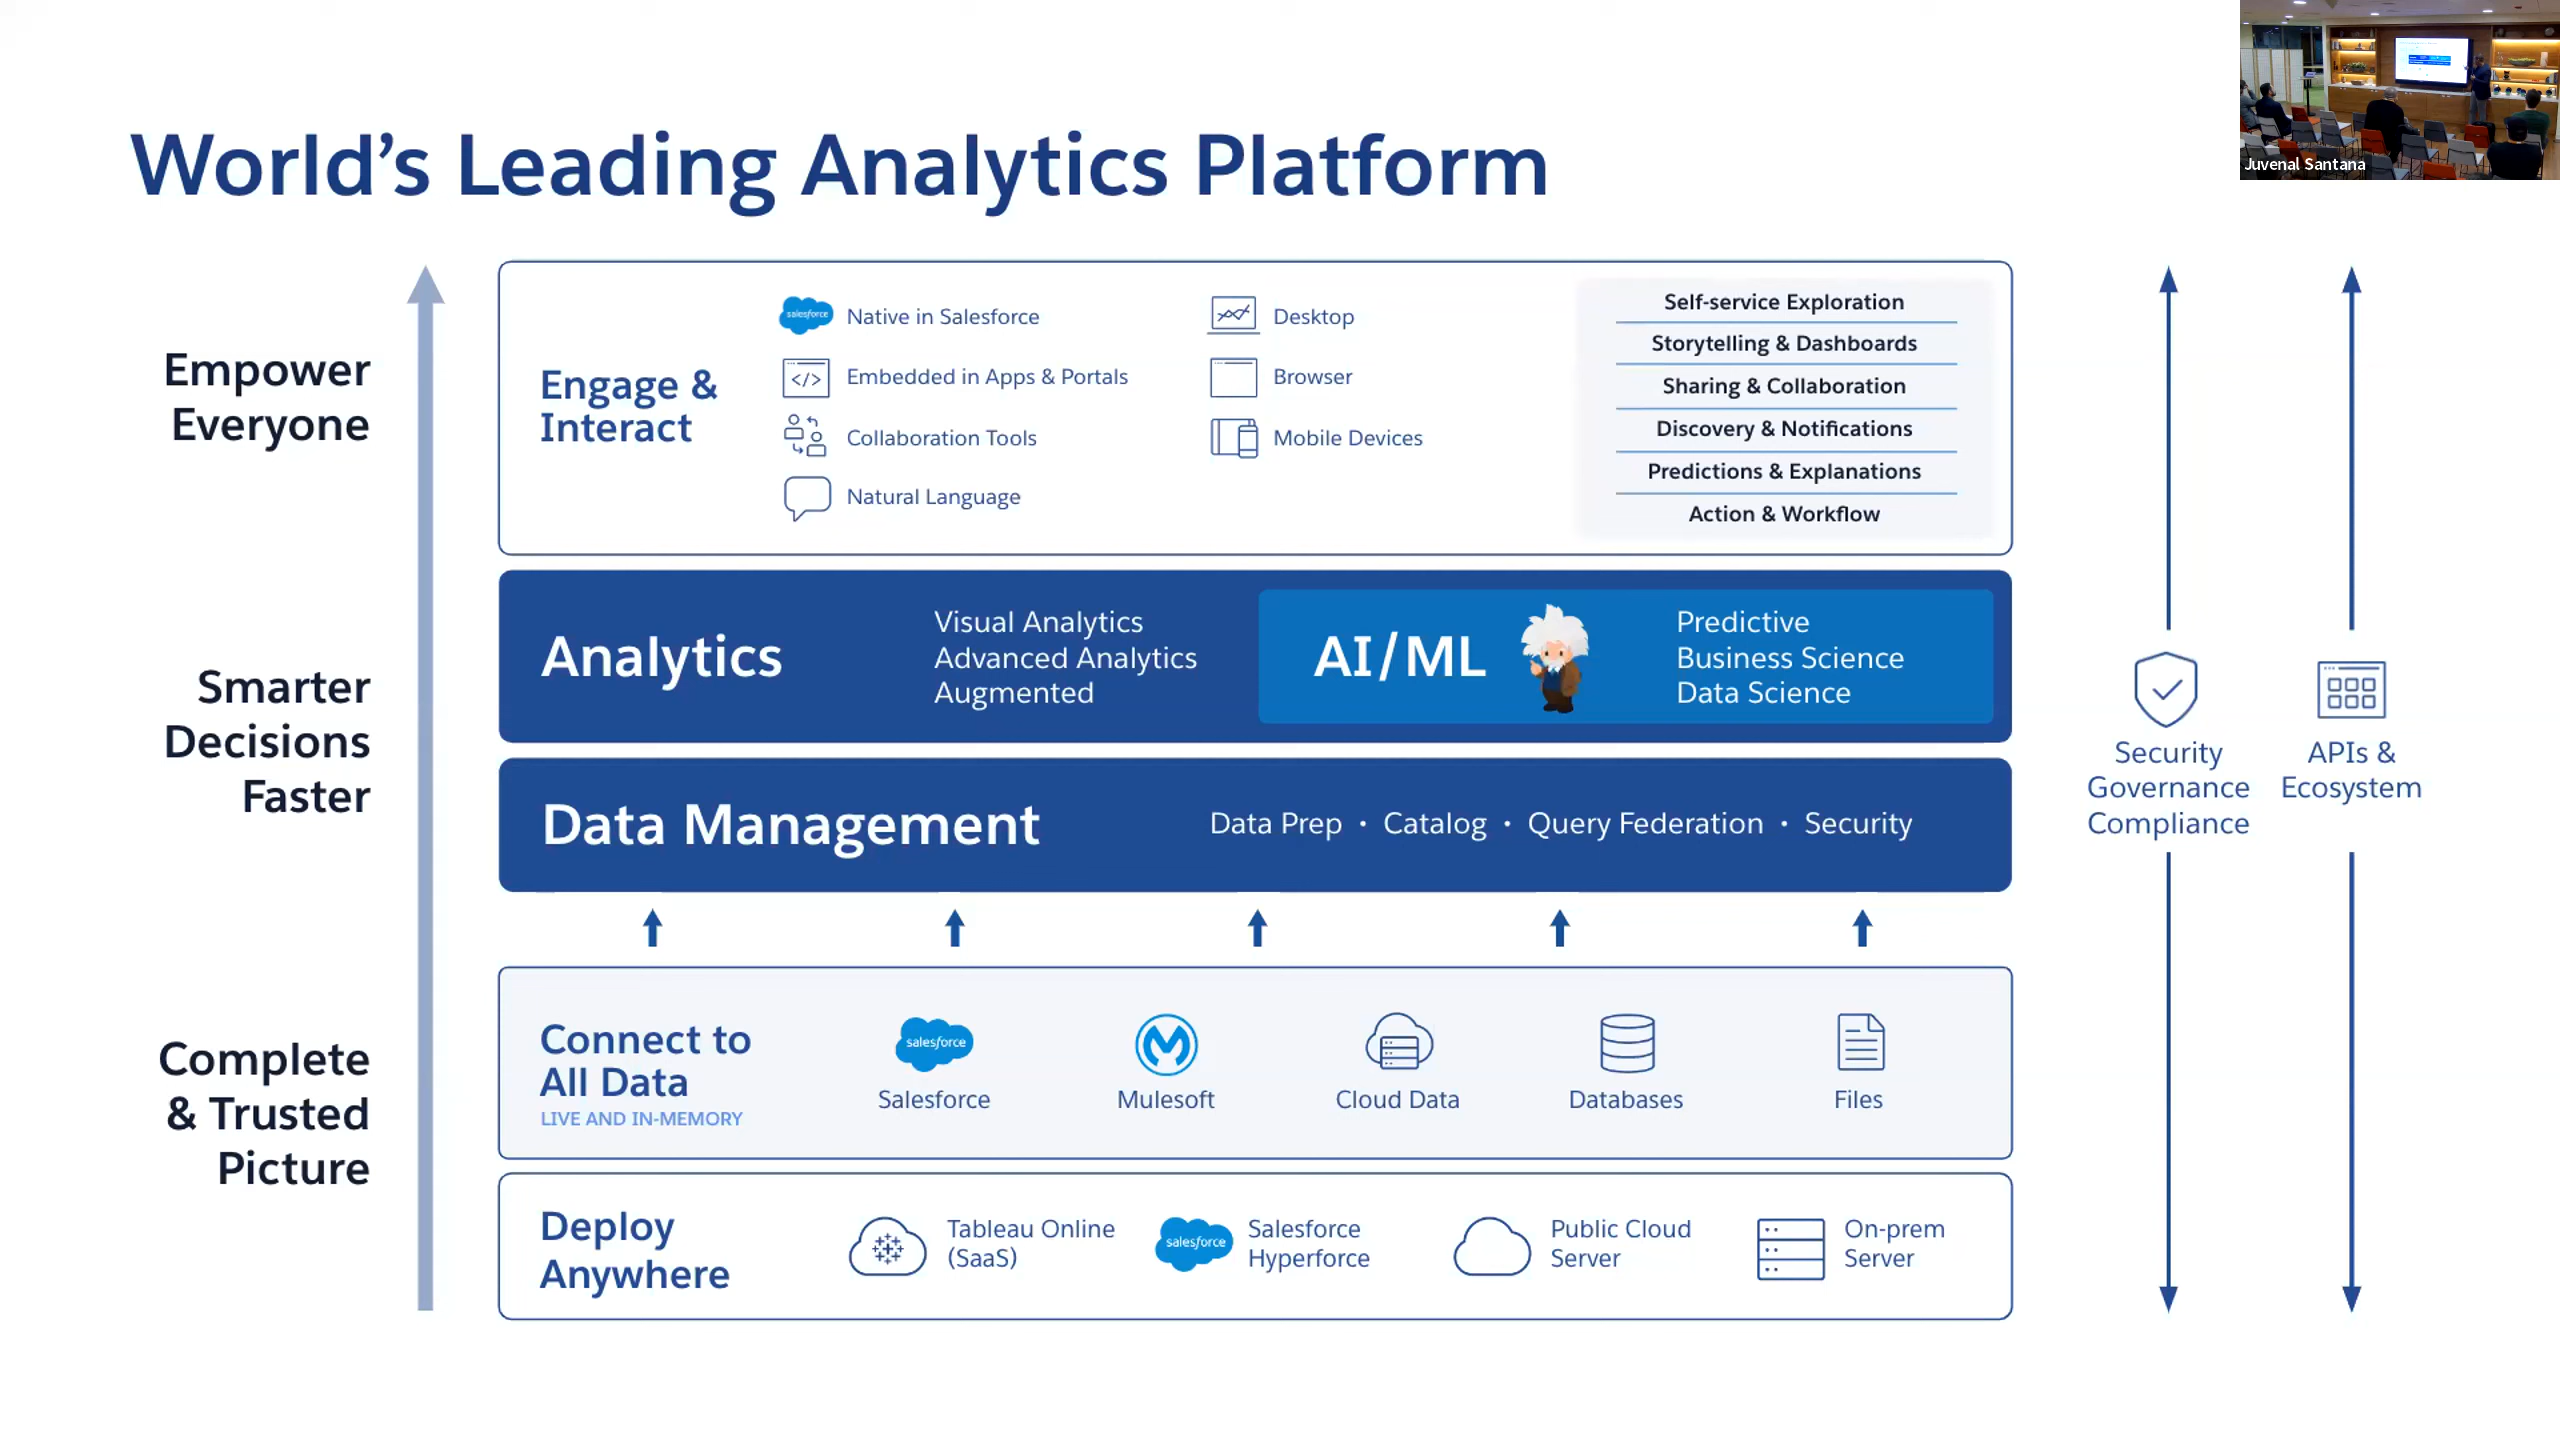 Juvenal Santana
World's Leading Analytics Platform
Empower
Everyone
Smarter
Decisions
Faster
Complete
& Trusted
Picture
Engage &
Interact
salesforce
Native in Salesforce
Embedded in Apps & Portals
Collaboration Tools
Natural Language
Desktop
Browser
Mobile Devices
Self-service Exploration
Storytelling & Dashboards
Sharing & Collaboration
Discovery & Notifications
Predictions & Explanations
Action & Workflow
Analytics
Visual Analytics
Advanced Analytics
Augmented
AI/ML
Predictive
Business Science
Data Science
Data Management
Data Prep • Catalog • Query Federation • Security
Connect to
All Data
LIVE AND IN-MEMORY
salesforce
Salesforce
Mulesoft
Cloud Data
Databases
Files
Deploy
Anywhere
Tableau Online
(SaaS)
salesforce
Salesforce
Hyperforce
Public Cloud
Server
On-prem
Server
Security
Governance
Compliance
APIs &
Ecosystem